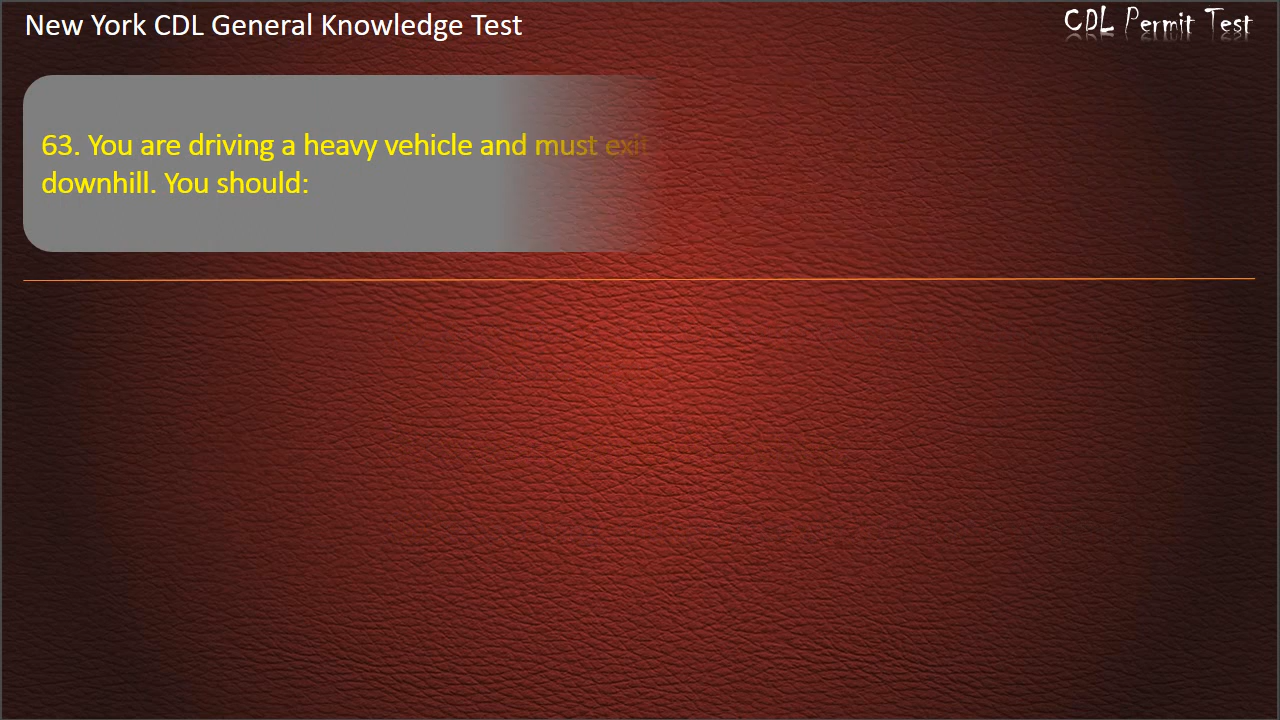 New York CDL General Knowledge Test
CDL Permit Test
63. You are driving a heavy vehicle and must exit
downhill. You should: